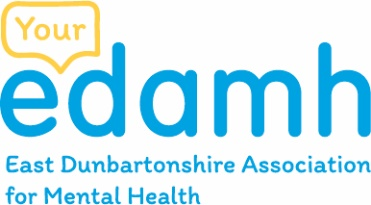 Your
edamh
East Dunbartonshire Association
for Mental Health